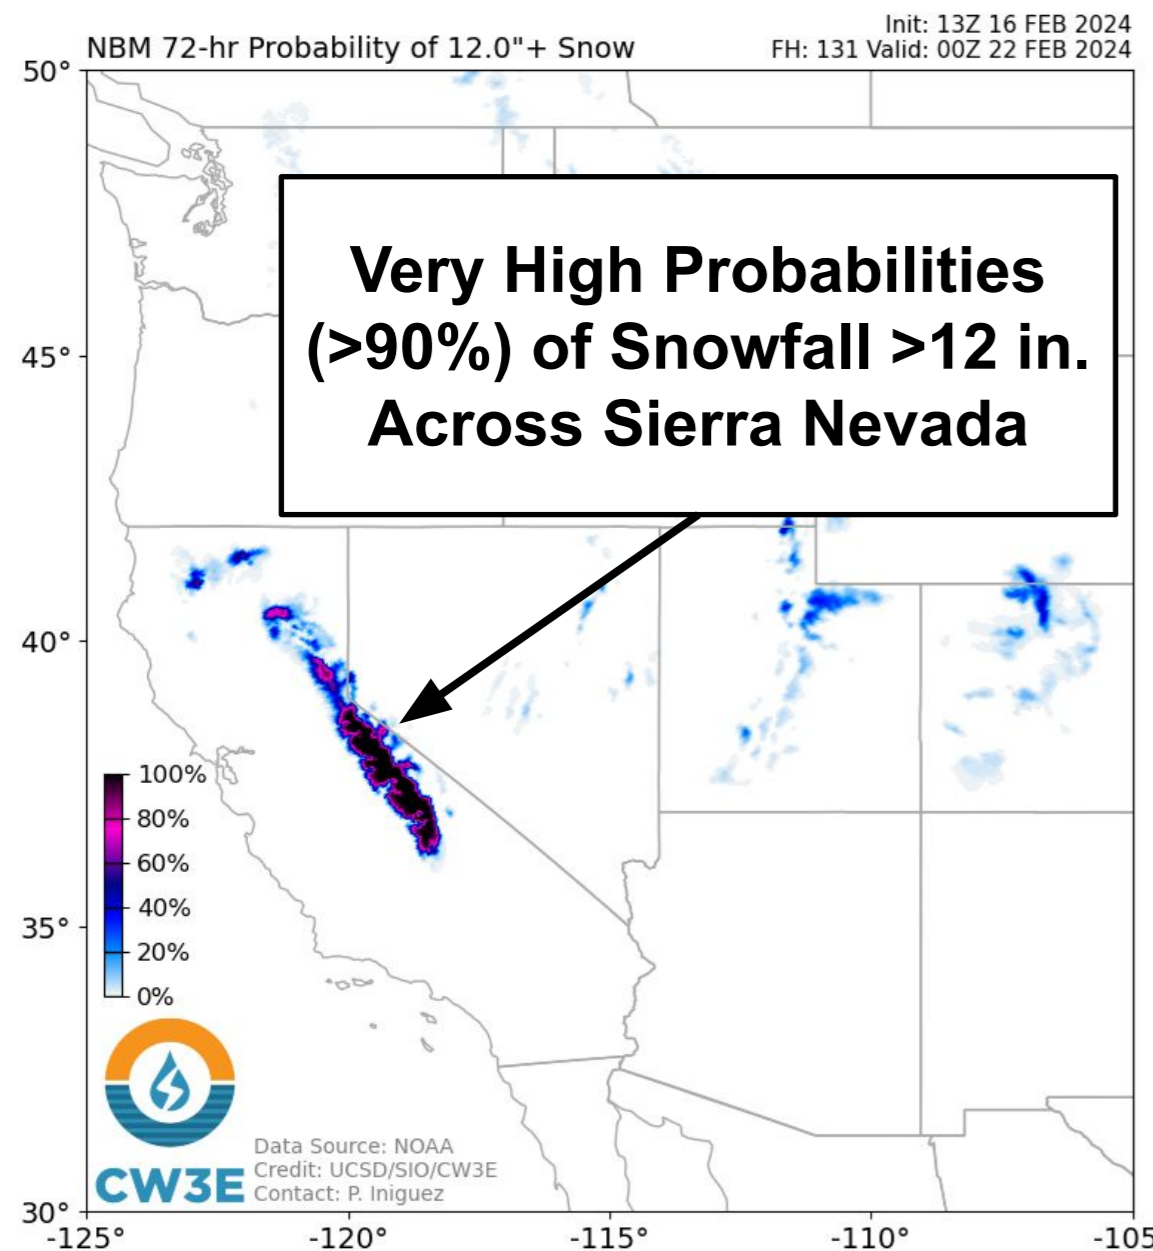 Init: 13Z 16 FEB 2024
NBM 72-hr Probability of 12.0"+ Snow
FH: 131 Valid: 00Z 22 FEB 2024
50°
Very High Probabilities
(>90%) of Snowfall >12 in.
Across Sierra Nevada
45°
40°
100%
80%
60%
40%
35°
20%
0%
Data Source: NOAA
Credit: UCSD/SIO/CW3E
CW3E
Contact: P. Iniguez
30°
-125°
-120°
-115°
-110°
-105